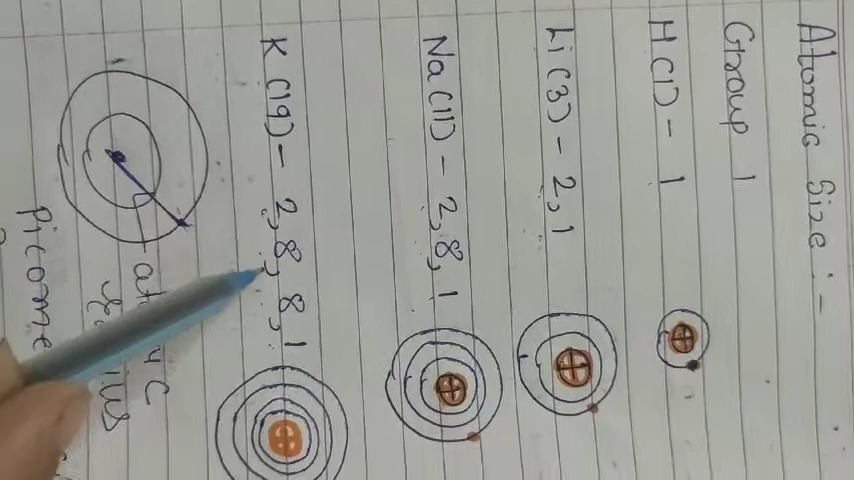 Atomic Size :-
Group 1
H(1) - 1
Li(3) - 2,1
Na(11) - 2,8,1
K(19) - 2,8,8,1